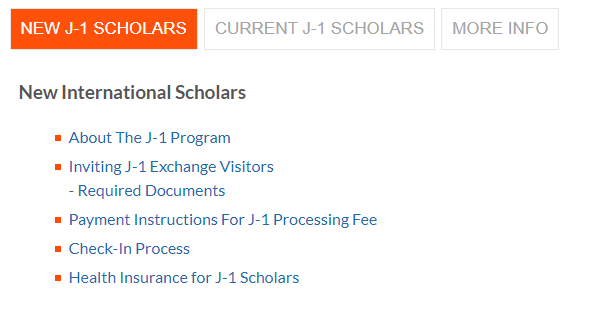 NEW J-1 SCHOLARS CURRENT J-1 SCHOLARS MORE INFO
New International Scholars
About The J-1 Program
Inviting J-1 Exchange Visitors
- Required Documents
Payment Instructions For J-1 Processing Fee
Check-In Process
Health Insurance for J-1 Scholars